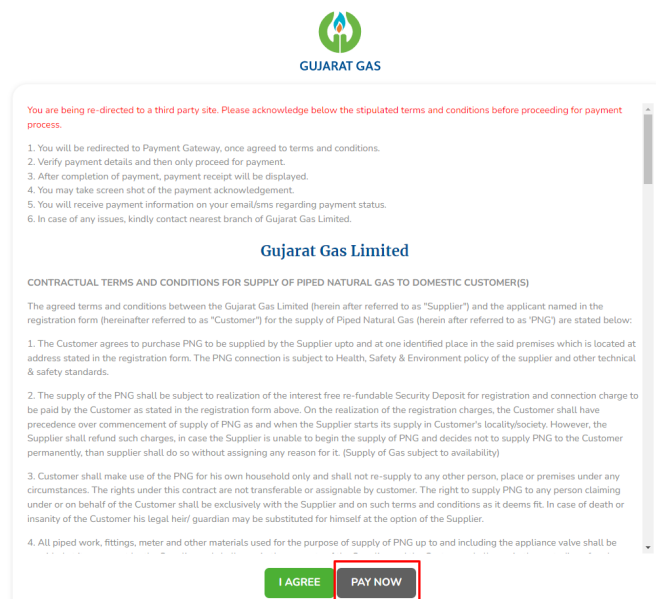 GUJARAT GAS
You are being re-directed to a third party site. Please acknowledge below the stipulated terms and conditions before proceeding for payment
process.
1. You will be redirected to Payment Gateway, once agreed to terms and conditions.
2. Verify payment details and then only proceed for payment.
3. After completion of payment, payment receipt will be displayed.
4. You may take screen shot of the payment acknowledgement.
5. You will receive payment information on your email/sms regarding payment status.
6. In case of any issues, kindly contact nearest branch of Gujarat Gas Limited.
Gujarat Gas Limited
CONTRACTUAL TERMS AND CONDITIONS FOR SUPPLY OF PIPED NATURAL GAS TO DOMESTIC CUSTOMER(S)
The agreed terms and conditions between the Gujarat Gas Limited (herein after referred to as "Supplier") and the applicant named in the
registration form (hereinafter referred to as "Customer") for the supply of Piped Natural Gas (herein after referred to as 'PNG') are stated below:
1. The Customer agrees to purchase PNG to be supplied by the Supplier upto and at one identified place in the said premises which is located at
address stated in the registration form. The PNG connection is subject to Health, Safety & Environment policy of the supplier and other technical
& safety standards.
2. The supply of the PNG shall be subject to realization of the interest free re-fundable Security Deposit for registration and connection charge to
be paid by the Customer as stated in the registration form above. On the realization of the registration charges, the Customer shall have
precedence over commencement of supply of PNG as and when the Supplier starts its supply in Customer's locality/society. However, the
Supplier shall refund such charges, in case the Supplier is unable to begin the supply of PNG and decides not to supply PNG to the Customer
permanently, than supplier shall do so without assigning any reason for it. (Supply of Gas subject to availability)
3. Customer shall make use of the PNG for his own household only and shall not re-supply to any other person, place or premises under any
circumstances. The rights under this contract are not transferable or assignable by customer. The right to supply PNG to any person claiming
under or on behalf of the Customer shall be exclusively with the Supplier and on such terms and conditions as it deems fit. In case of death or
insanity of the Customer his legal heir/ guardian may be substituted for himself at the option of the Supplier.
4. All piped work, fittings, meter and other materials used for the purpose of supply of PNG up to and including the appliance valve shall be
I AGREE
PAY NOW